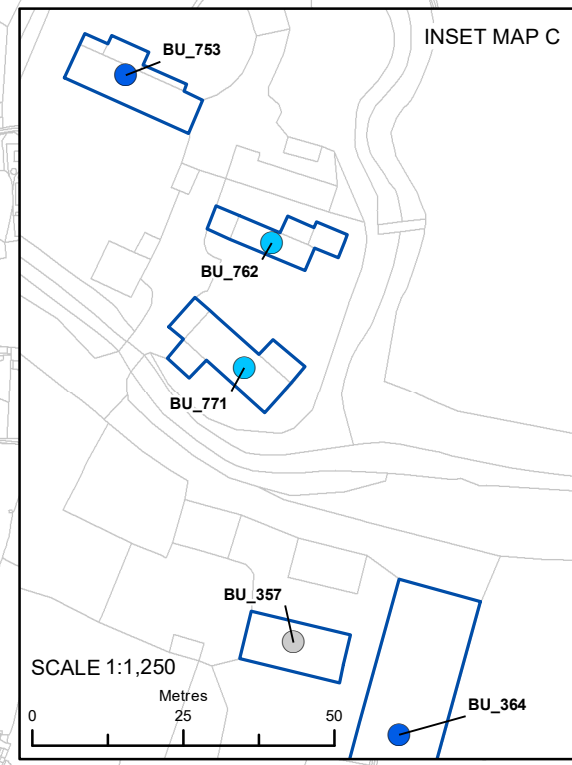 INSET MAP C
BU_753
BU_762
BU_771
BU_357
SCALE 1:1,250
Metres
0 25 50
BU_364